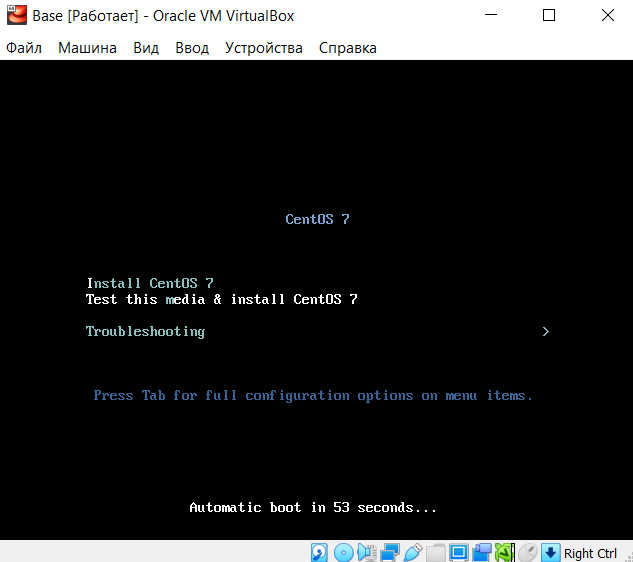 Base [Работает] - Oracle VM VirtualBox
Файл Машина Вид Ввод Устройства Справка
CentOS 7
Install CentOS 7
Test this media & install CentOS 7
Troubleshooting >
Press Tab for full configuration options on menu items.
Automatic boot in 53 seconds...
Right Ctrl